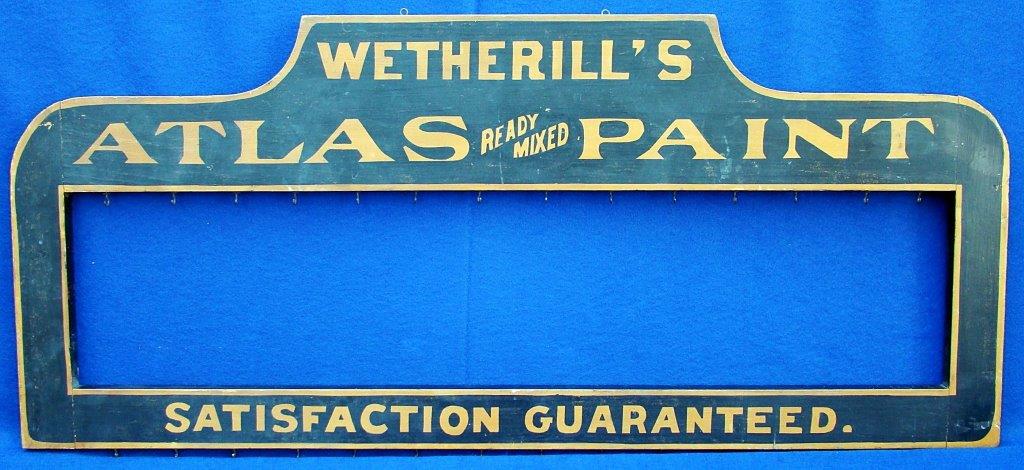 WETHERILL'S
ATLAS READY MIXED PAINT
SATISFACTION GUARANTEED.